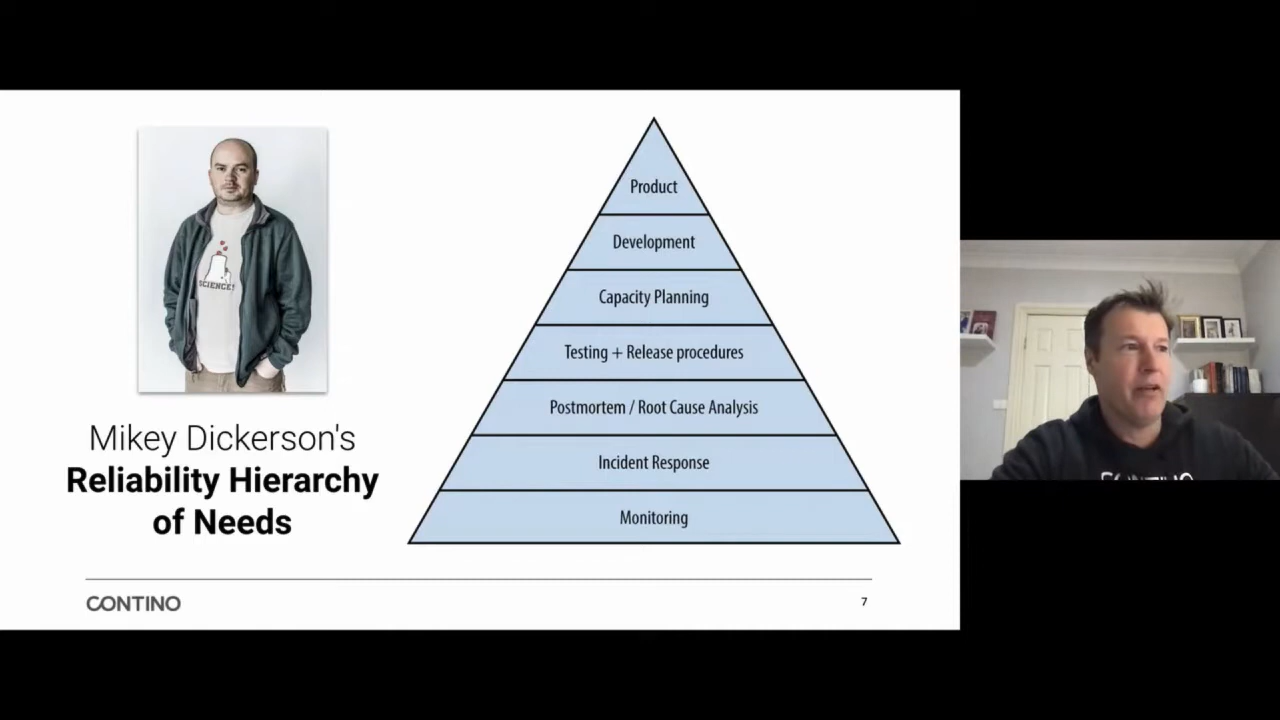 SCIENCE!
Mikey Dickerson's
Reliability Hierarchy
of Needs
Product
Development
Capacity Planning
Testing + Release procedures
Postmortem / Root Cause Analysis
Incident Response
Monitoring
CONTINO
7
CONTINO